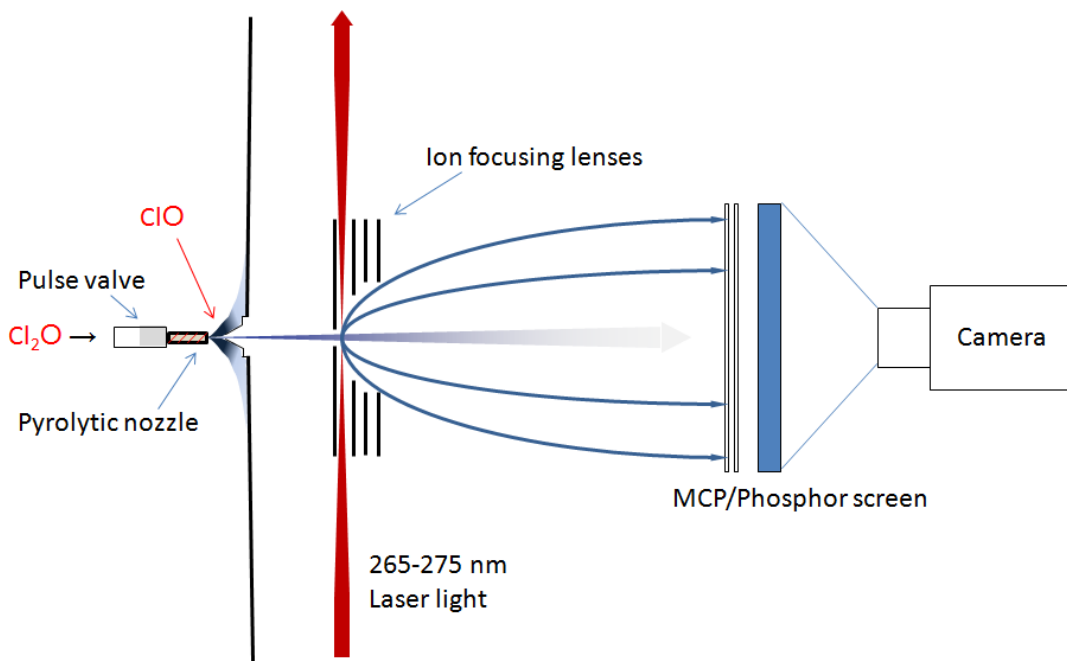 Ion focusing lenses
ClO
Pulse valve
Cl₂O →
Camera
Pyrolytic nozzle
MCP/Phosphor screen
265-275 nm
Laser light